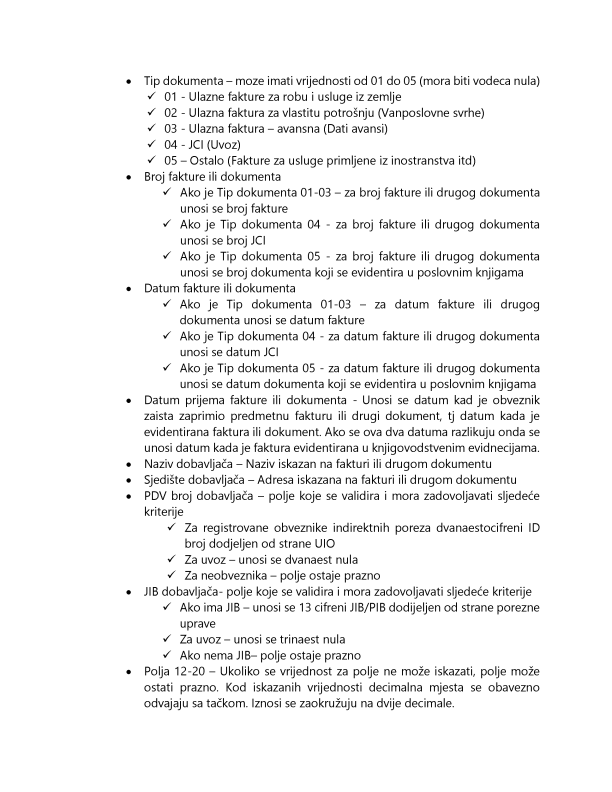 • Tip dokumenta – moze imati vrijednosti od 01 do 05 (mora biti vodeca nula)
✓ 01 - Ulazne fakture za robu i usluge iz zemlje
✓ 02 - Ulazna faktura za vlastitu potrošnju (Vanposlovne svrhe)
✓ 03 - Ulazna faktura – avansna (Dati avansi)
✓ 04 - JCI (Uvoz)
✓ 05 – Ostalo (Fakture za usluge primljene iz inostranstva itd)
• Broj fakture ili dokumenta
✓ Ako je Tip dokumenta 01-03 – za broj fakture ili drugog dokumenta
unosi se broj fakture
✓ Ako je Tip dokumenta 04 - za broj fakture ili drugog dokumenta
unosi se broj JCI
✓ Ako je Tip dokumenta 05 - za broj fakture ili drugog dokumenta
unosi se broj dokumenta koji se evidentira u poslovnim knjigama
• Datum fakture ili dokumenta
✓ Ako je Tip dokumenta 01-03 – za datum fakture ili drugog
dokumenta unosi se datum fakture
✓ Ako je Tip dokumenta 04 - za datum fakture ili drugog dokumenta
unosi se datum JCI
✓ Ako je Tip dokumenta 05 - za datum fakture ili drugog dokumenta
unosi se datum dokumenta koji se evidentira u poslovnim knjigama
• Datum prijema fakture ili dokumenta - Unosi se datum kad je obveznik
zaista zaprimio predmetnu fakturu ili drugi dokument, tj datum kada je
evidentirana faktura ili dokument. Ako se ova dva datuma razlikuju onda se
unosi datum kada je faktura evidentirana u knjigovodstvenim evidnecijama.
• Naziv dobavljača – Naziv iskazan na fakturi ili drugom dokumentu
• Sjedište dobavljača – Adresa iskazana na fakturi ili drugom dokumentu
• PDV broj dobavljača – polje koje se validira i mora zadovoljavati sljedeće
kriterije
✓ Za registrovane obveznike indirektnih poreza dvanaestocifreni ID
broj dodjeljen od strane UIO
✓ Za uvoz – unosi se dvanaest nula
✓ Za neobveznika – polje ostaje prazno
• JIB dobavljača- polje koje se validira i mora zadovoljavati sljedeće kriterije
✓ Ako ima JIB – unosi se 13 cifreni JIB/PIB dodijeljen od strane porezne
uprave
✓ Za uvoz – unosi se trinaest nula
✓ Ako nema JIB– polje ostaje prazno
• Polja 12-20 – Ukoliko se vrijednost za polje ne može iskazati, polje može
ostati prazno. Kod iskazanih vrijednosti decimalna mjesta se obavezno
odvajaju sa tačkom. Iznosi se zaokružuju na dvije decimale.